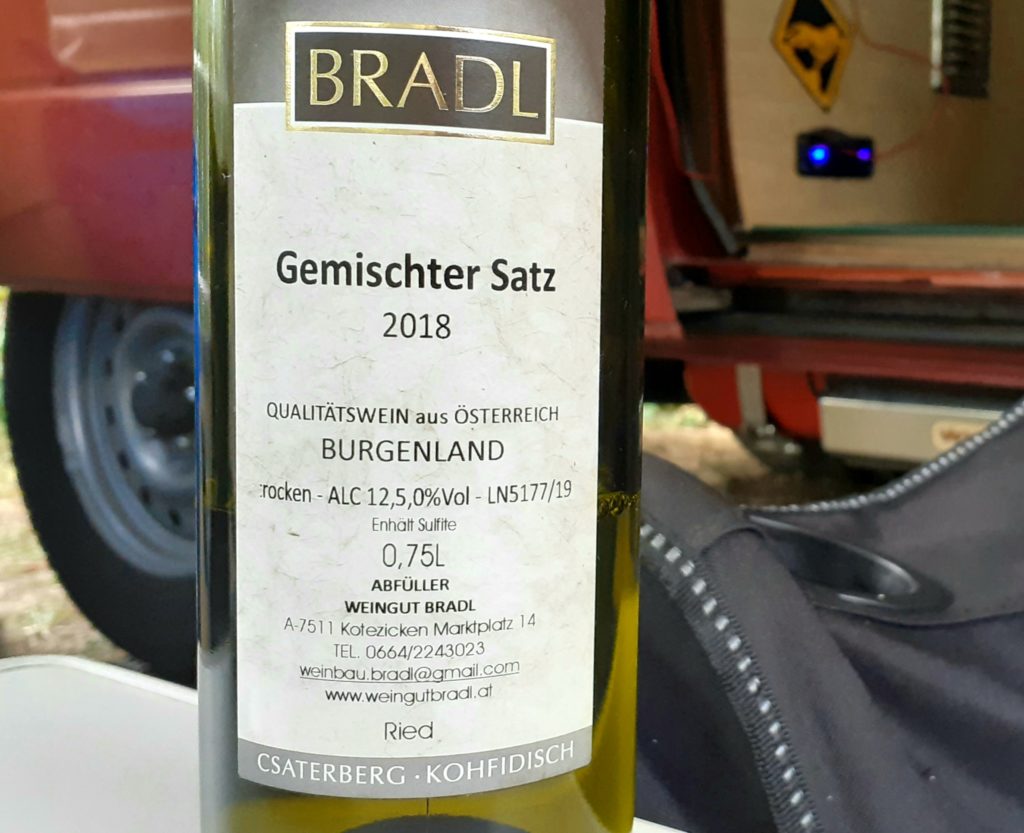 BRADL
Gemischter Satz
2018
QUALITÄTSWEIN aus ÖSTERREICH
BURGENLAND
rocken - ALC 12,5,0%Vol - LN5177/19
Enhält Sulfite
0,75L
ABFÜLLER
WEINGUT BRADL
A-7511 Kotezicken Marktplatz 14
TEL. 0664/2243023
weinbau.bradl@gmail.com
www.weingutbradl.at
Ried
CSATERBERG · KOHFIDISCH